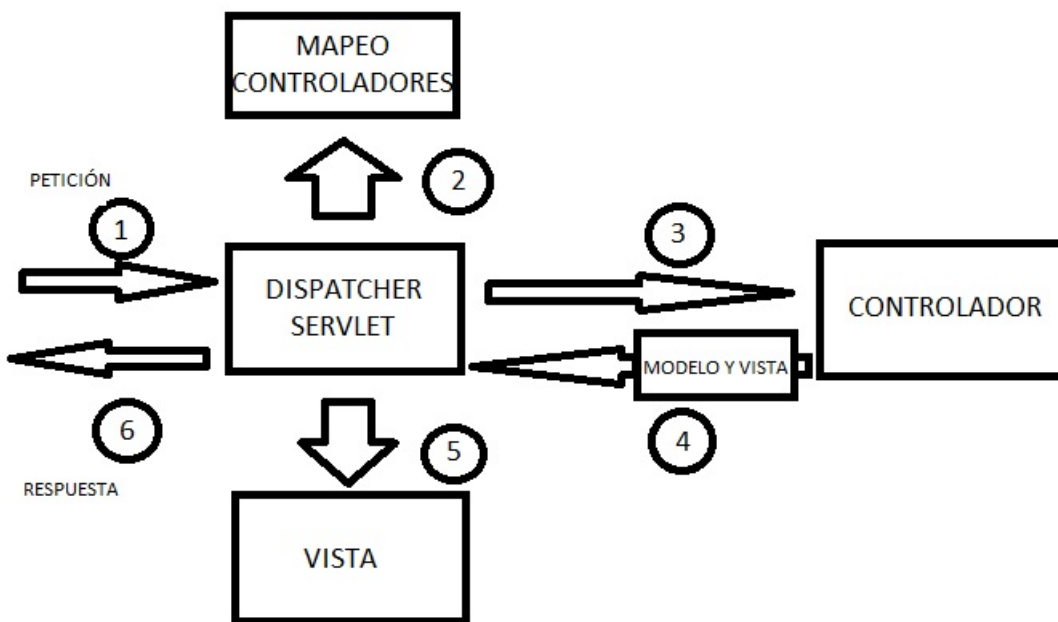 MAPEO
CONTROLADORES
2
PETICIÓN
1
3
DISPATCHER
SERVLET
CONTROLADOR
MODELO Y VISTA
6
5
4
RESPUESTA
VISTA